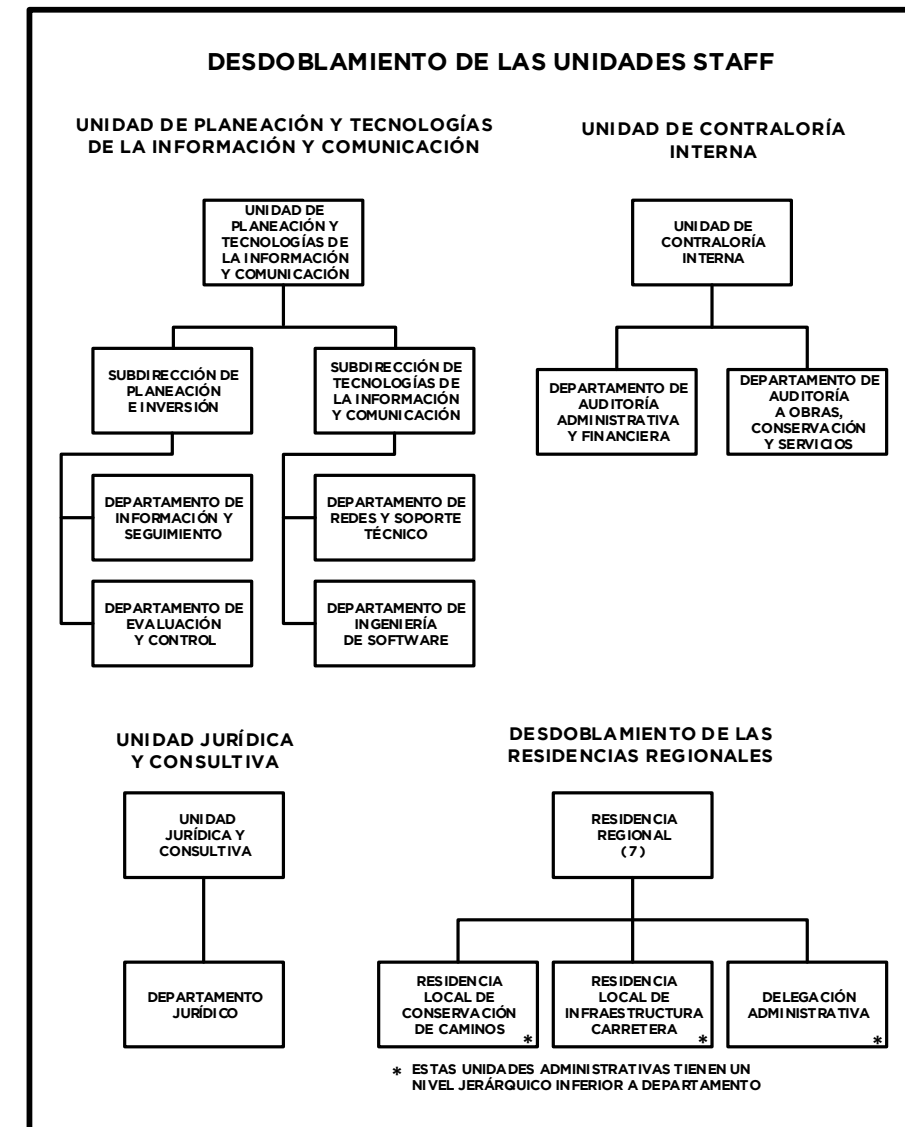 DESDOBLAMIENTO DE LAS UNIDADES STAFF
UNIDAD DE PLANEACIÓN Y TECNOLOGÍAS
DE LA INFORMACIÓN Y COMUNICACIÓN
UNIDAD DE
PLANEACIÓN Y
TECNOLOGÍAS DE
LA INFORMACIÓN
Y COMUNICACIÓN
SUBDIRECCIÓN DE
PLANEACIÓN
E INVERSIÓN
SUBDIRECCIÓN DE
TECNOLOGÍAS DE
LA INFORMACIÓN
Y COMUNICACIÓN
DEPARTAMENTO DE
INFORMACIÓN Y
SEGUIMIENTO
DEPARTAMENTO DE
REDES Y SOPORTE
TÉCNICO
DEPARTAMENTO DE
EVALUACIÓN
Y CONTROL
DEPARTAMENTO DE
INGENIERÍA
DE SOFTWARE
UNIDAD DE CONTRALORÍA
INTERNA
UNIDAD DE
CONTRALORÍA
INTERNA
DEPARTAMENTO DE
AUDITORÍA
ADMINISTRATIVA
Y FINANCIERA
DEPARTAMENTO DE
AUDITORÍA
A OBRAS,
CONSERVACIÓN
Y SERVICIOS
UNIDAD JURÍDICA
Y CONSULTIVA
UNIDAD
JURÍDICA Y
CONSULTIVA
DEPARTAMENTO
JURÍDICO
DESDOBLAMIENTO DE LAS
RESIDENCIAS REGIONALES
RESIDENCIA
REGIONAL
(7)
RESIDENCIA
LOCAL DE
CONSERVACIÓN
DE CAMINOS
*
RESIDENCIA
LOCAL DE
INFRAESTRUCTURA
CARRETERA
*
DELEGACIÓN
ADMINISTRATIVA
*
* ESTAS UNIDADES ADMINISTRATIVAS TIENEN UN
NIVEL JERÁRQUICO INFERIOR A DEPARTAMENTO